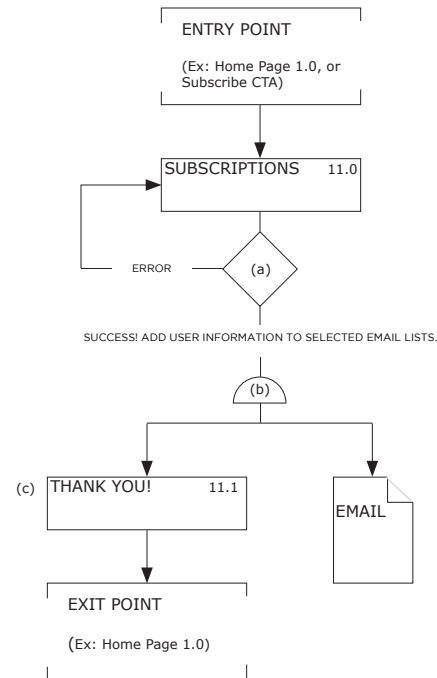 ENTRY POINT
(Ex: Home Page 1.0, or
Subscribe CTA)
SUBSCRIPTIONS 11.0
ERROR
(a)
SUCCESS! ADD USER INFORMATION TO SELECTED EMAIL LISTS.
(b)
(c) THANK YOU! 11.1
EMAIL
EXIT POINT
(Ex: Home Page 1.0)